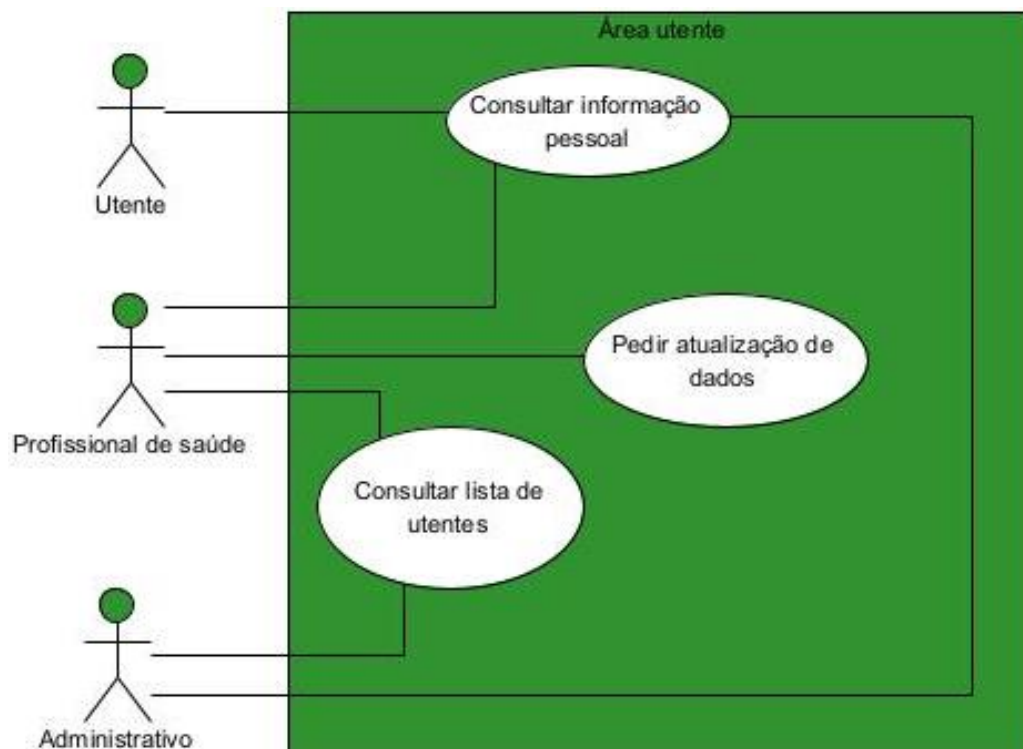 Área utente
Consultar informação
pessoal
Utente
Pedir atualização de
dados
Profissional de saúde
Consultar lista de
utentes
Administrativo